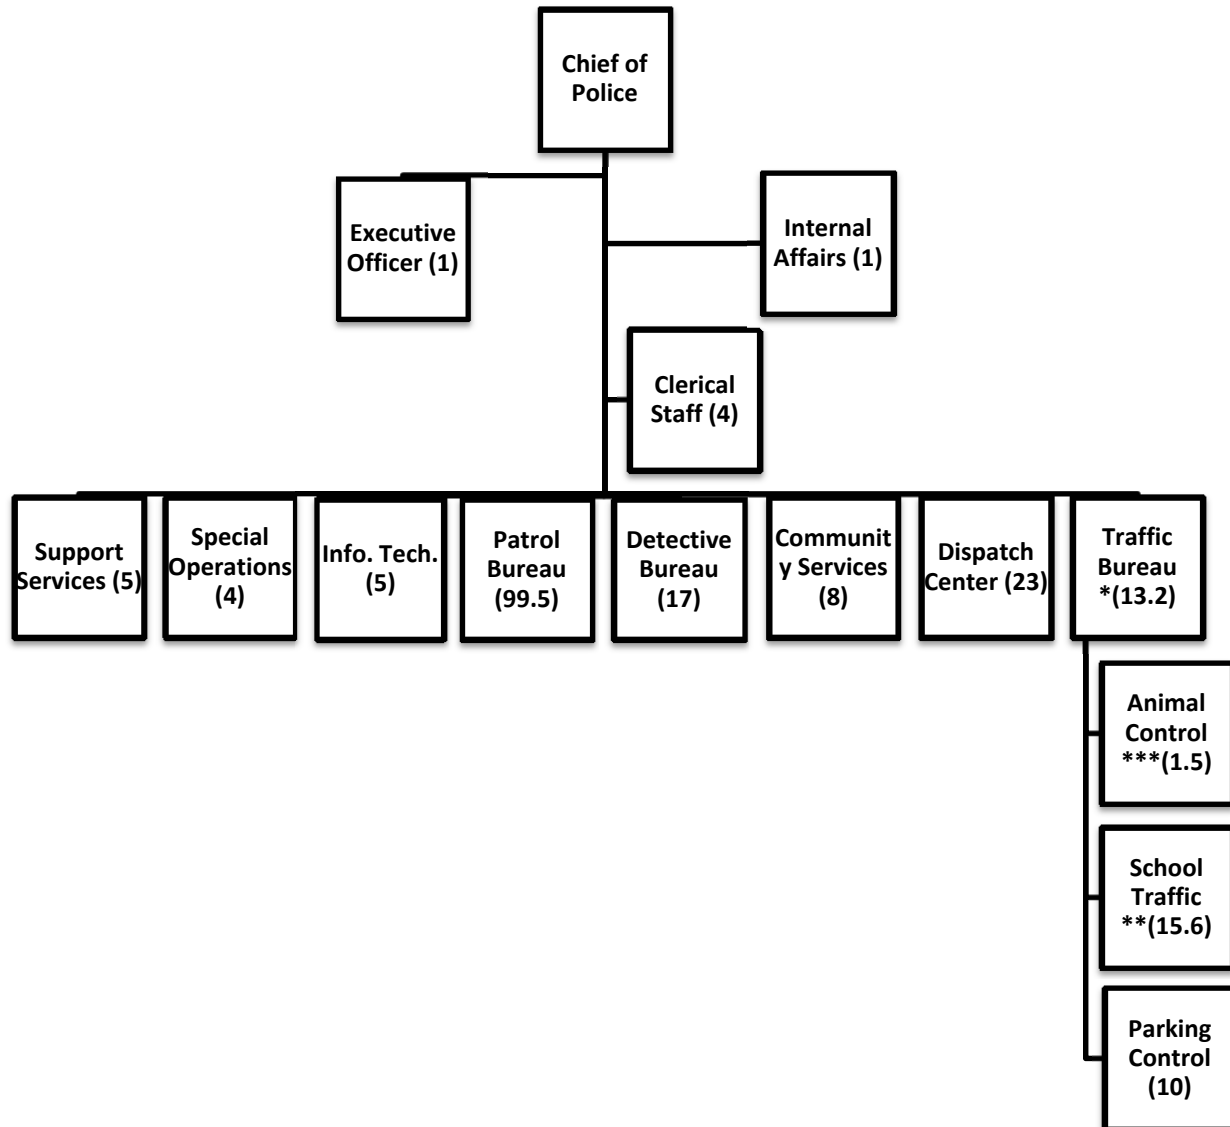 Chief of
Police
Executive
Officer (1)
Internal
Affairs (1)
Clerical
Staff (4)
Support
Services (5)
Special
Operations
(4)
Info. Tech.
(5)
Patrol
Bureau
(99.5)
Detective
Bureau
(17)
Communit
y Services
(8)
Dispatch
Center (23)
Traffic
Bureau
*(13.2)
Animal
Control
***(1.5)
School
Traffic
**(15.6)
Parking
Control
(10)